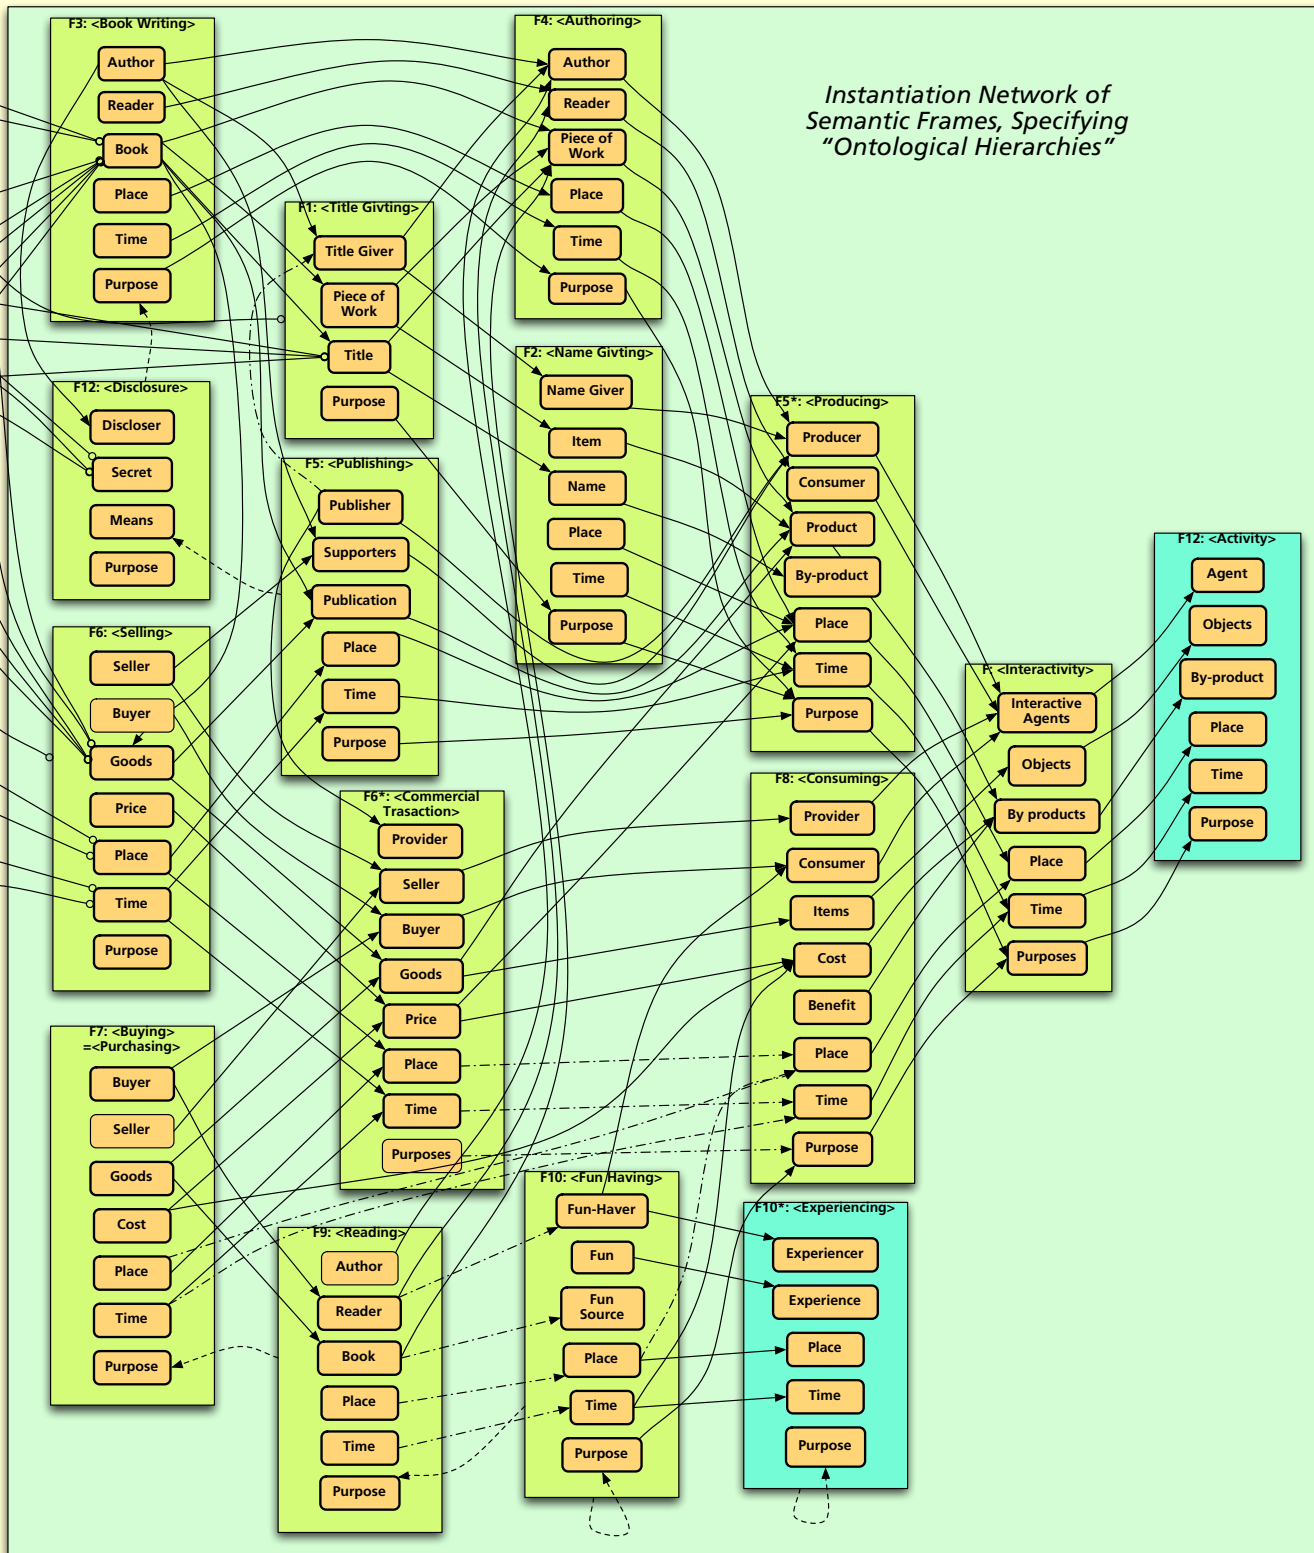 Instantiation Network of
Semantic Frames, Specifying
"Ontological Hierarchies"
F3: <Book Writing>
Author
Reader
Book
Place
Time
Purpose
F4: <Authoring>
Author
Reader
Piece of
Work
Place
Time
Purpose
F1: <Title Givting>
Title Giver
Piece of
Work
Title
Purpose
F2: <Name Givting>
Name Giver
Item
Name
Place
Time
Purpose
F12: <Disclosure>
Discloser
Secret
Means
Purpose
F5: <Publishing>
Publisher
Supporters
Publication
Place
Time
Purpose
F5*: <Producing>
Producer
Consumer
Product
By-product
Place
Time
Purpose
F12: <Activity>
Agent
Objects
By-product
Place
Time
Purpose
F: <Interactivity>
Interactive
Agents
Objects
By products
Place
Time
Purposes
F6: <Selling>
Seller
Buyer
Goods
Price
Place
Time
Purpose
F6*: <Commercial
Trasaction>
Provider
Seller
Buyer
Goods
Price
Place
Time
Purposes
F8: <Consuming>
Provider
Consumer
Items
Cost
Benefit
Place
Time
Purpose
F7: <Buying>
=<Purchasing>
Buyer
Seller
Goods
Cost
Place
Time
Purpose
F9: <Reading>
Author
Reader
Book
Place
Time
Purpose
F10: <Fun Having>
Fun-Haver
Fun
Fun
Source
Place
Time
Purpose
F10*: <Experiencing>
Experiencer
Experience
Place
Time
Purpose